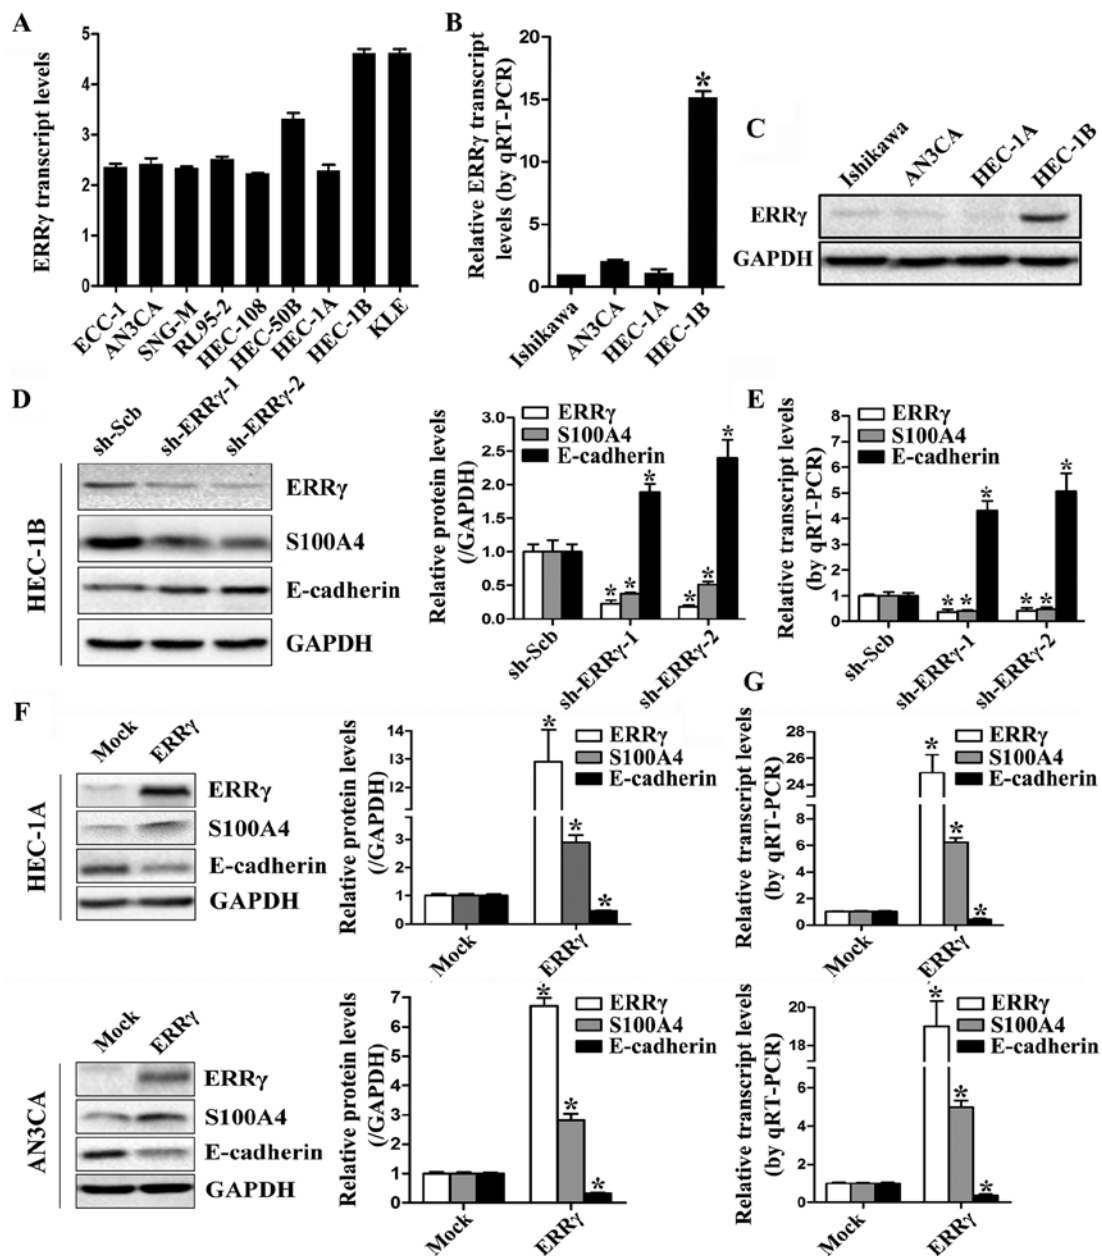 A
ERRγ transcript levels
5
4
3
2
1
0
ECC-1
AN3CA
SNG-M
RL95-2
HEC-108
HEC-50B
HEC-1A
HEC-1B
KLE
B
Relative ERRγ transcript
levels (by qRT-PCR)
20
15
10
5
0
*
Ishikawa
AN3CA
HEC-1A
HEC-1B
C
Ishikawa
AN3CA
HEC-1A
HEC-1B
ERRγ
GAPDH
D
HEC-1B
sh-Scb
sh-ERRγ-1
sh-ERRγ-2
ERRγ
S100A4
E-cadherin
GAPDH
Relative protein levels
(/GAPDH)
3.0
2.5
2.0
1.5
1.0
0.5
0.0
ERRγ
S100A4
E-cadherin
* * *
* * *
sh-Scb
sh-ERRγ-1
sh-ERRγ-2
E
Relative transcript levels
(by qRT-PCR)
8
7
6
5
4
3
2
1
0
ERRγ
S100A4
E-cadherin
* * *
* * *
sh-Scb
sh-ERRγ-1
sh-ERRγ-2
F
HEC-1A
Mock
ERRγ
ERRγ
S100A4
E-cadherin
GAPDH
Relative protein levels
(/GAPDH)
14
13
12
3
2
1
0
ERRγ
S100A4
E-cadherin
* * *
Mock
ERRγ
G
Relative transcript levels
(by qRT-PCR)
28
26
24
8
6
4
2
0
ERRγ
S100A4
E-cadherin
* * *
Mock
ERRγ
AN3CA
Mock
ERRγ
ERRγ
S100A4
E-cadherin
GAPDH
Relative protein levels
(/GAPDH)
7
6
5
4
3
2
1
0
ERRγ
S100A4
E-cadherin
* * *
Mock
ERRγ
Relative transcript levels
(by qRT-PCR)
20
18
6
4
2
0
ERRγ
S100A4
E-cadherin
* * *
Mock
ERRγ